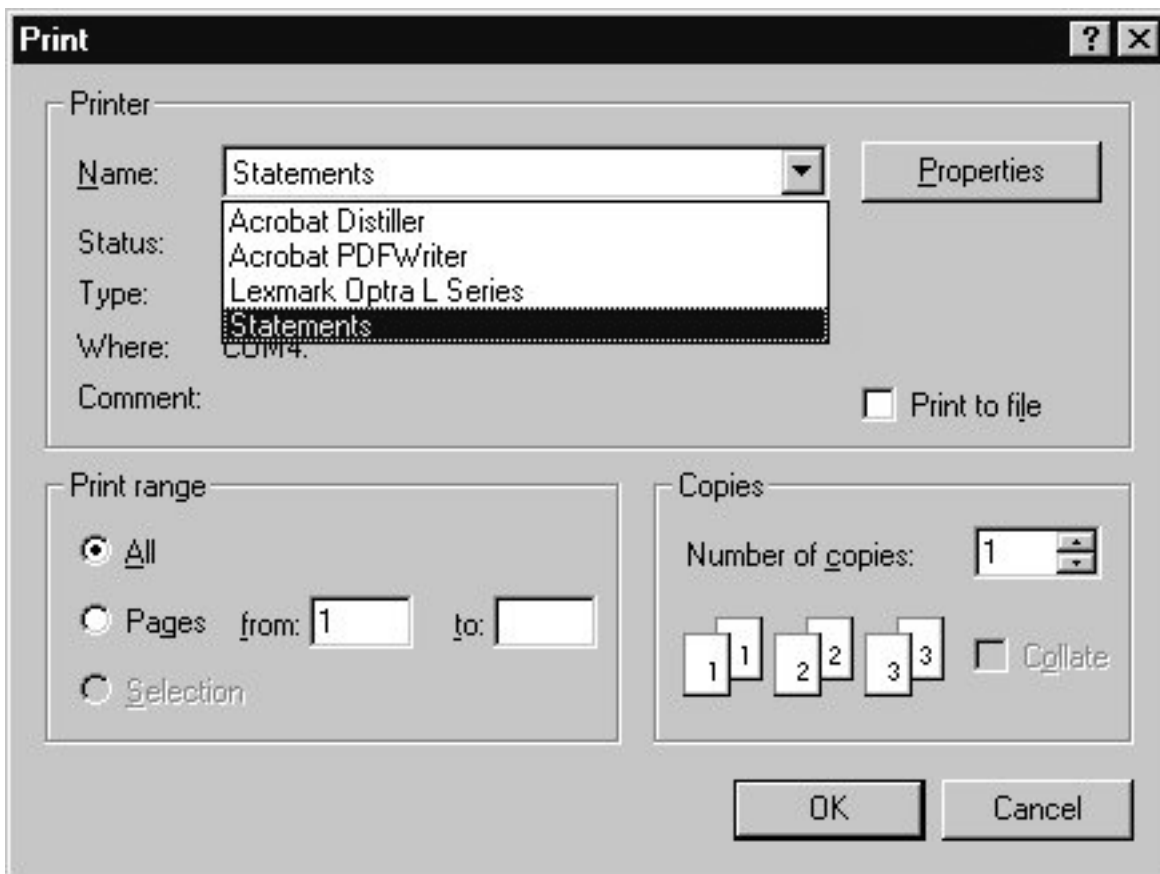 Print
Printer
Name: Statements Properties
Acrobat Distiller
Status:
Acrobat PDFWriter
Type: Lexmark Optra L Series
Statements
Where: COM4:
Comment: Print to file
Print range
All
Pages from: 1 to:
Selection
Copies
Number of copies: 1
1 1 2 2 3 3 Collate
OK Cancel